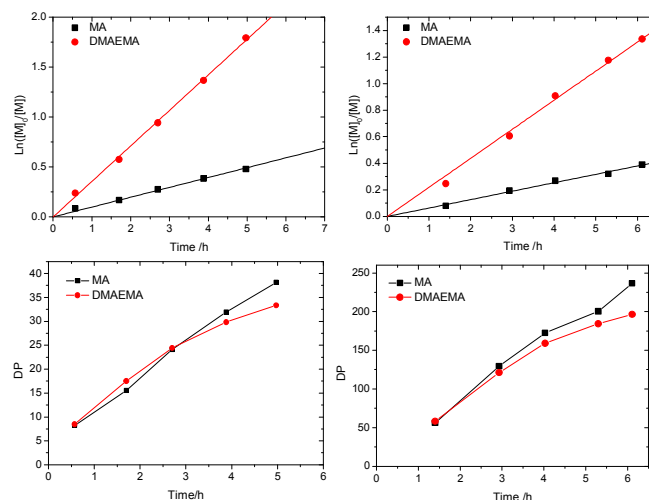 MA
DMAEMA
Ln([M]0/[M])
2.0
1.5
1.0
0.5
0.0
0 1 2 3 4 5 6 7
Time /h
MA
DMAEMA
Ln([M]0/[M])
1.4
1.2
1.0
0.8
0.6
0.4
0.2
0.0
0 1 2 3 4 5 6
Time /h
MA
DMAEMA
DP
45
40
35
30
25
20
15
10
5
0
0 1 2 3 4 5 6
Time/h
MA
DMAEMA
DP
250
200
150
100
50
0
0 1 2 3 4 5 6
Time /h